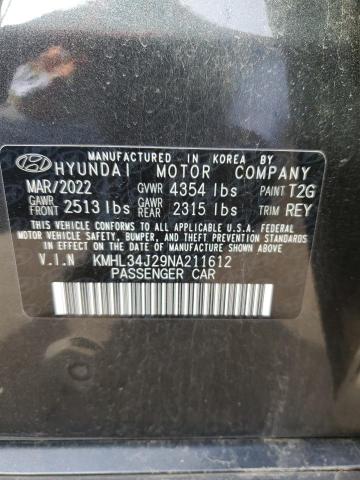 MANUFACTURED IN KOREA BY
HYUNDAI MOTOR COMPANY
MAR/2022 GVWR 4354 lbs PAINT T2G
GAWR FRONT 2513 lbs GAWR REAR 2315 lbs TRIM REY
THIS VEHICLE CONFORMS TO ALL APPLICABLE U.S.A. FEDERAL
MOTOR VEHICLE SAFETY, BUMPER, AND THEFT PREVENTION
STANDARDS IN EFFECT ON THE DATE OF MANUFACTURE SHOWN ABOVE.
V.I.N KMHL34J29NA211612
PASSENGER CAR